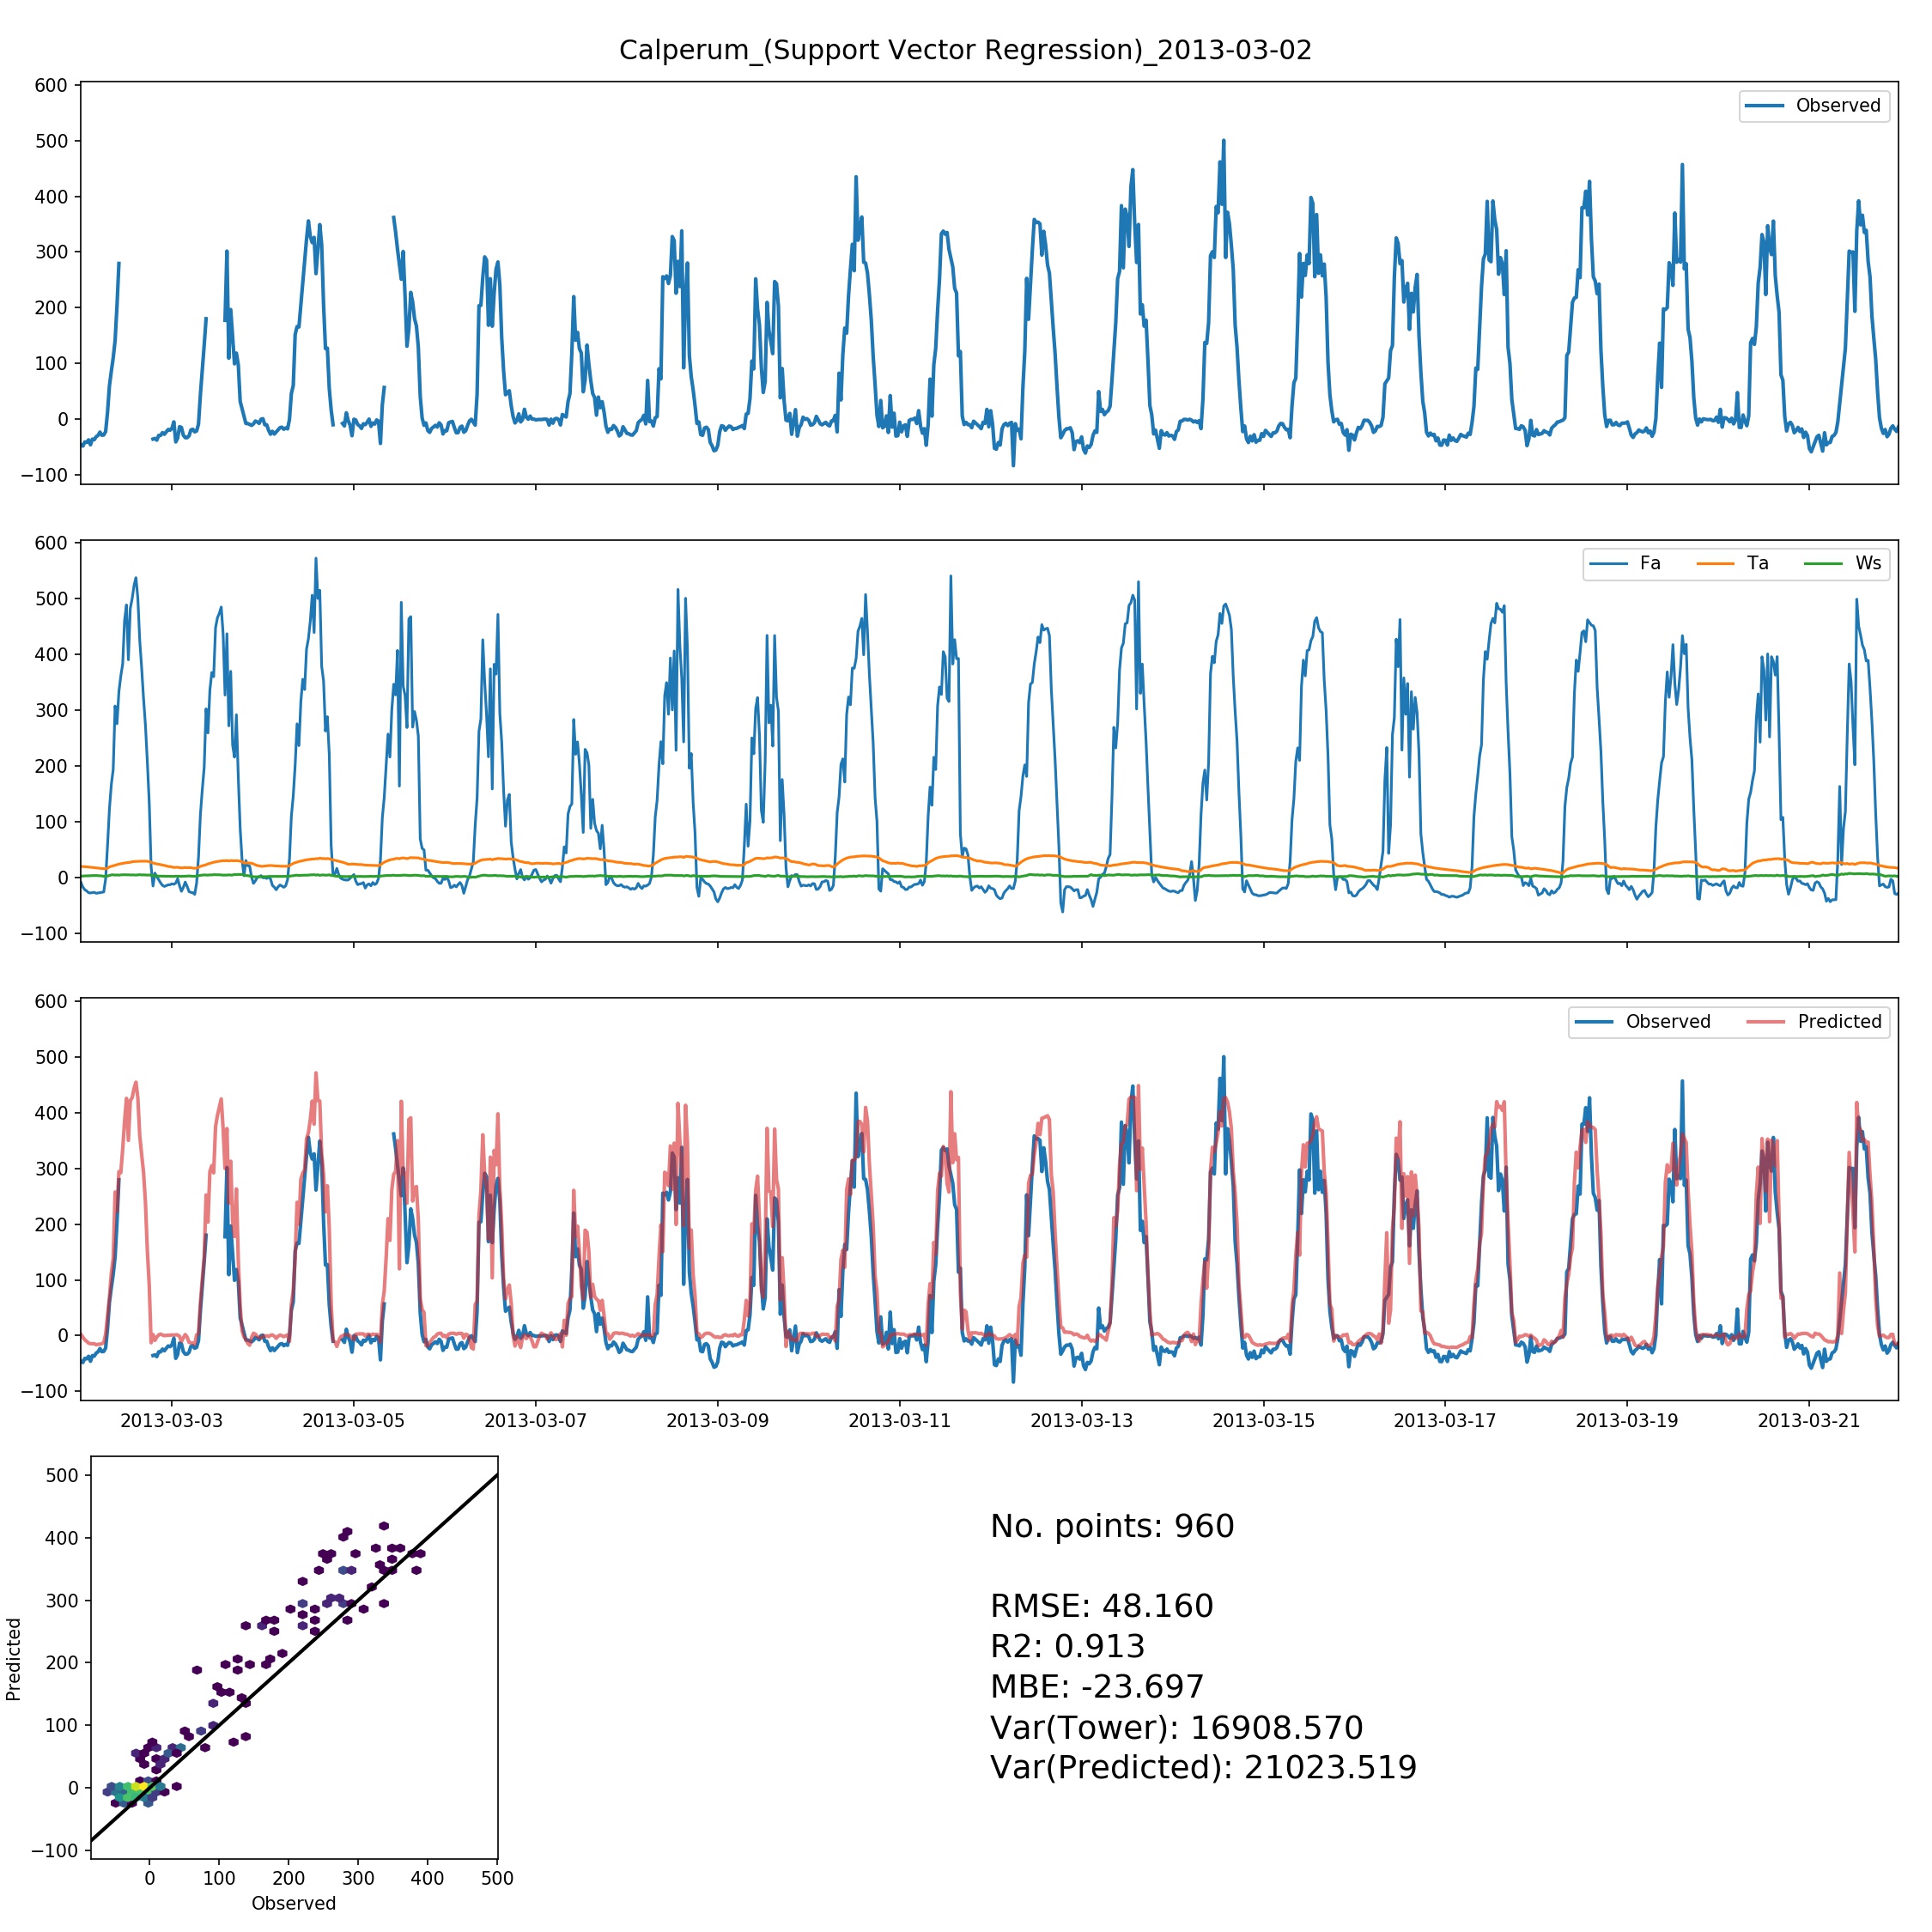 Calperum_(Support Vector Regression)_2013-03-02
600
500
400
300
200
100
0
−100
Observed
600
500
400
300
200
100
0
−100
Fa Ta Ws
600
500
400
300
200
100
0
−100
Observed Predicted
2013-03-03 2013-03-05 2013-03-07 2013-03-09 2013-03-11 2013-03-13 2013-03-15 2013-03-17 2013-03-19 2013-03-21
500
400
300
200
100
0
−100
Predicted
0 100 200 300 400 500
Observed
No. points: 960
RMSE: 48.160
R2: 0.913
MBE: -23.697
Var(Tower): 16908.570
Var(Predicted): 21023.519